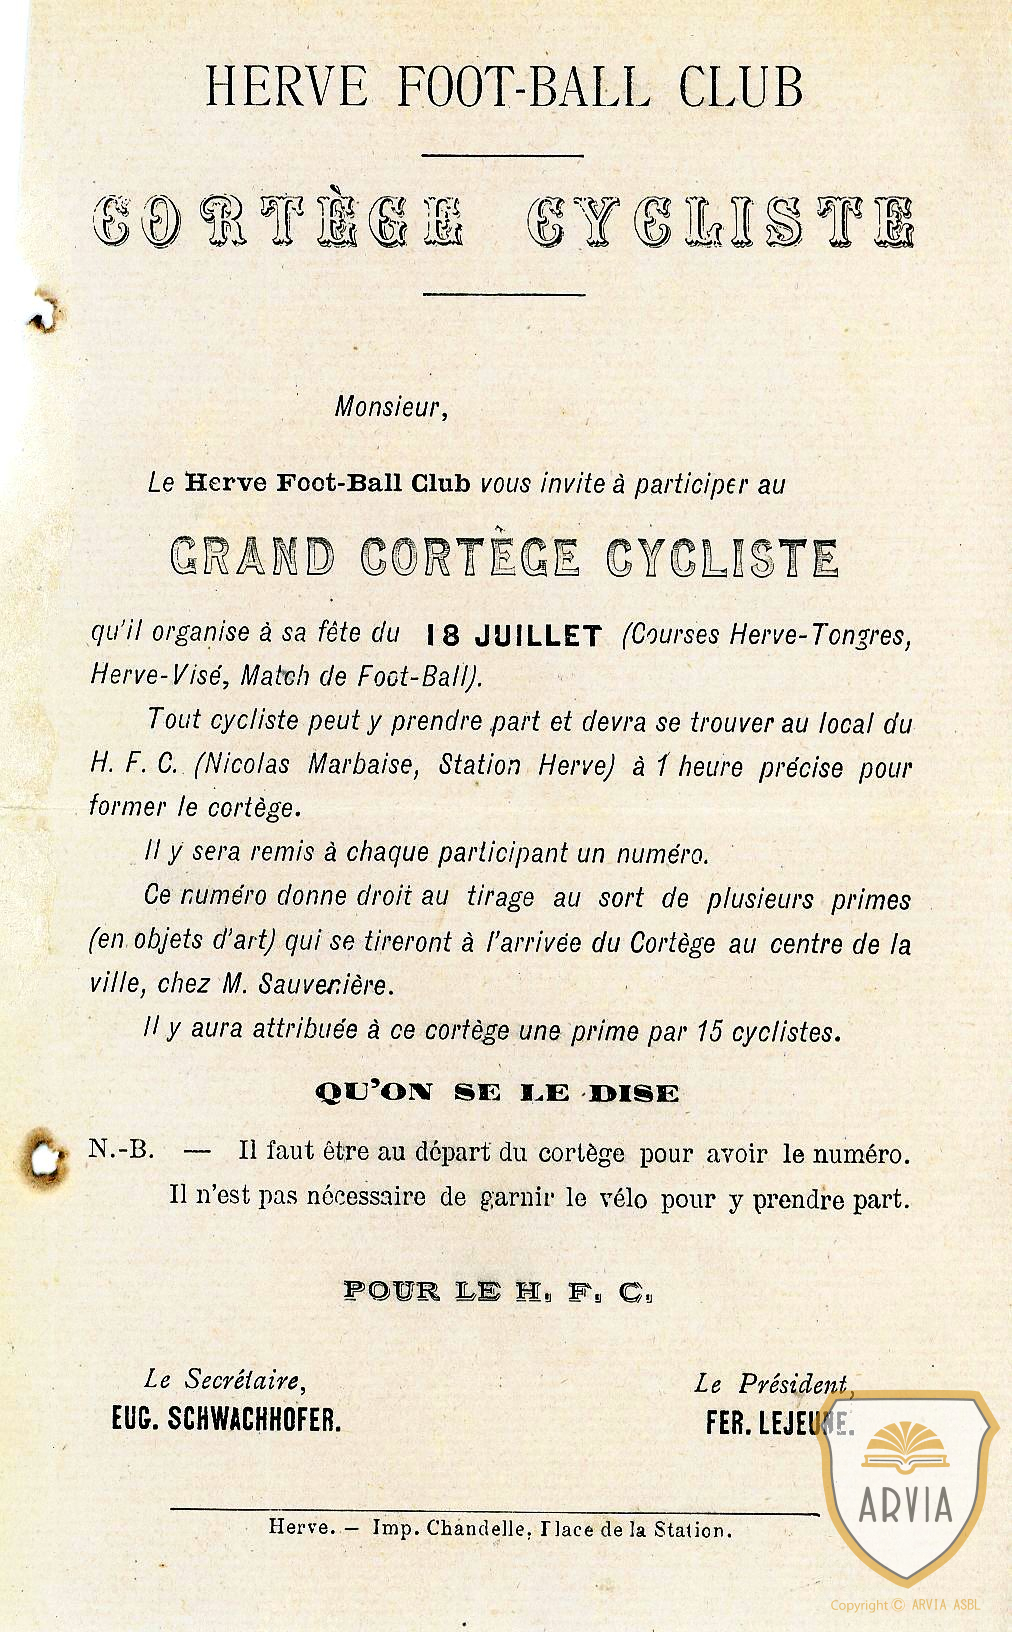 HERVE FOOT-BALL CLUB
CORTÈGE CYCLISTE
Monsieur,
Le Herve Foot-Ball Club vous invite à participer au
GRAND CORTÈGE CYCLISTE
qu'il organise à sa fête du 18 JUILLET (Courses Herve-Tongres,
Herve-Visé, Match de Foot-Ball).
Tout cycliste peut y prendre part et devra se trouver au local du
H. F. C. (Nicolas Marbaise, Station Herve) à 1 heure précise pour
former le cortège.
Il y sera remis à chaque participant un numéro.
Ce numéro donne droit au tirage au sort de plusieurs primes
(en objets d'art) qui se tireront à l'arrivée du Cortège au centre de la
ville, chez M. Sauvenière.
Il y aura attribuée à ce cortège une prime par 15 cyclistes.
QU'ON SE LE DISE
N.-B. — Il faut être au départ du cortège pour avoir le numéro.
Il n'est pas nécessaire de garnir le vélo pour y prendre part.
POUR LE H. F. C.
Le Secrétaire,
EUG. SCHWACHHOFER.
Le Président,
FER. LEJEUNE.
Herve. — Imp. Chandelle, Place de la Station.
ARVIA
Copyright © ARVIA ASBL